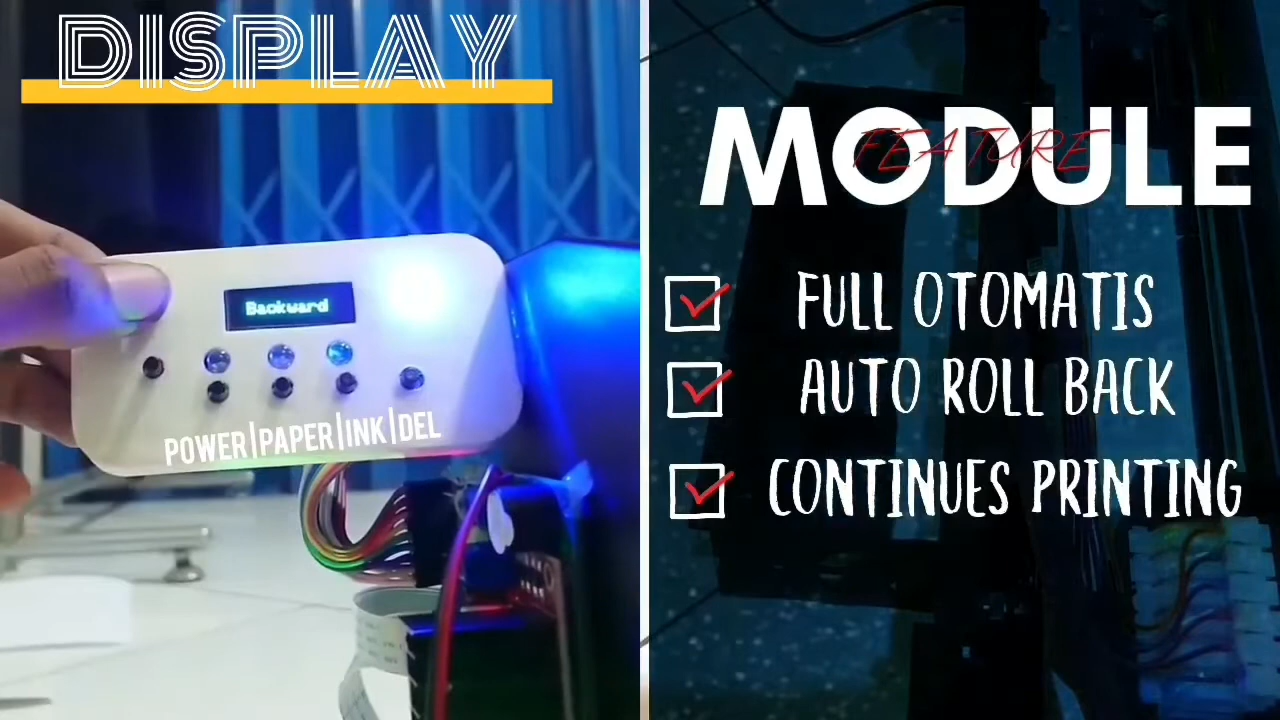 DISPLAY
Backward
POWER|PAPER|INK|DEL
MODULE
FEATURE
FULL OTOMATIS
AUTO ROLL BACK
CONTINUES PRINTING